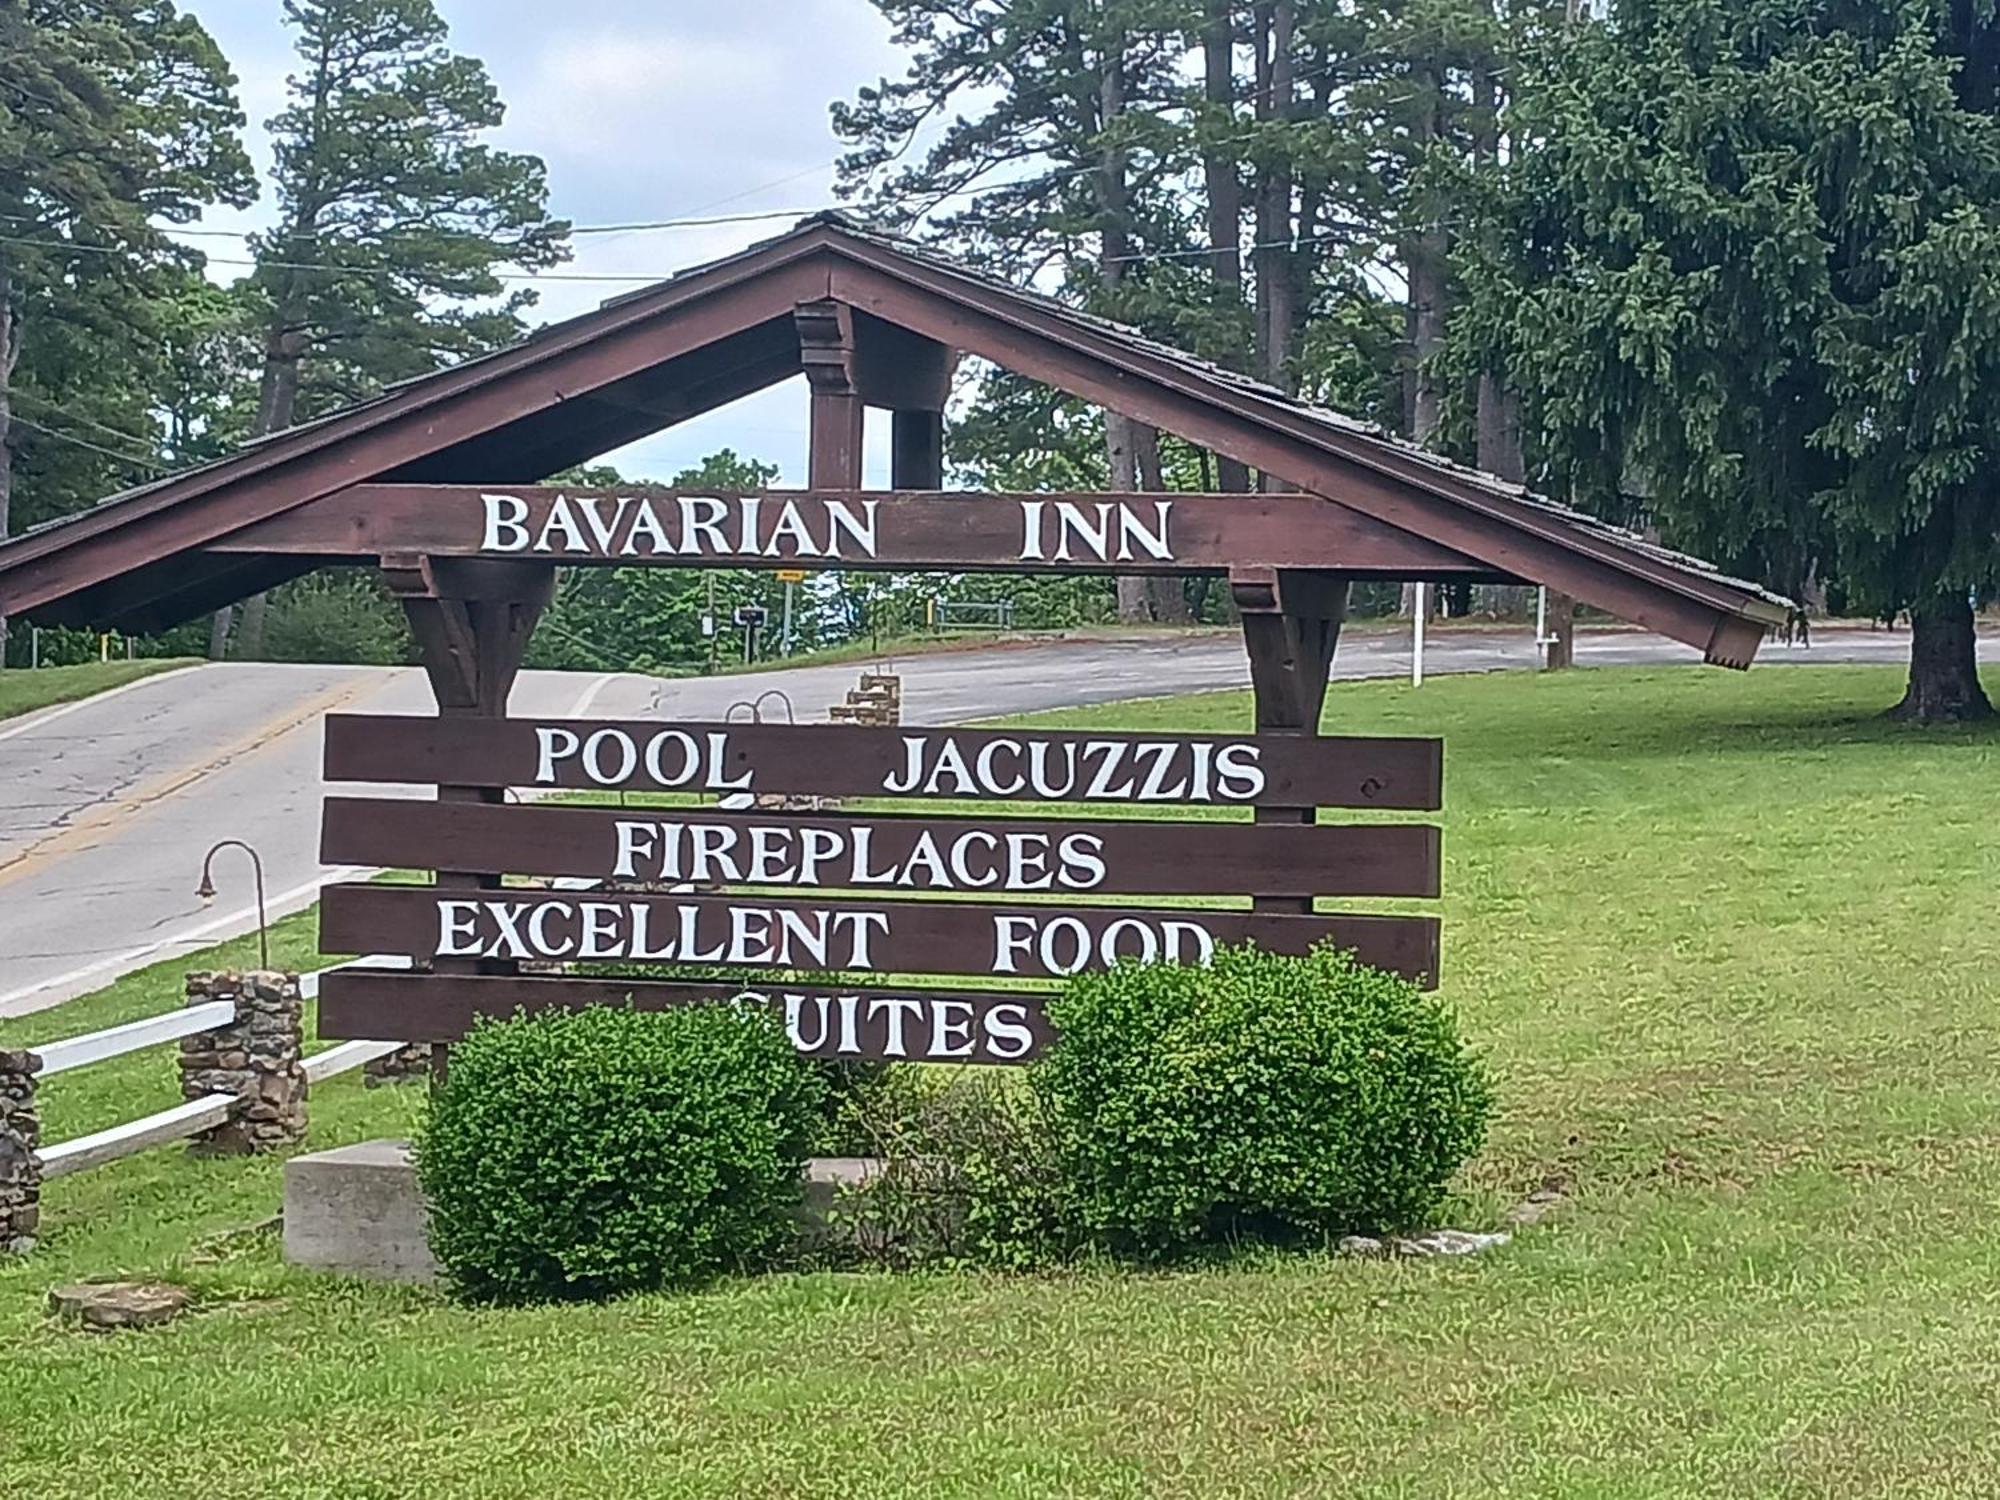 BAVARIAN INN
POOL JACUZZIS
FIREPLACES
EXCELLENT FOOD
SUITES